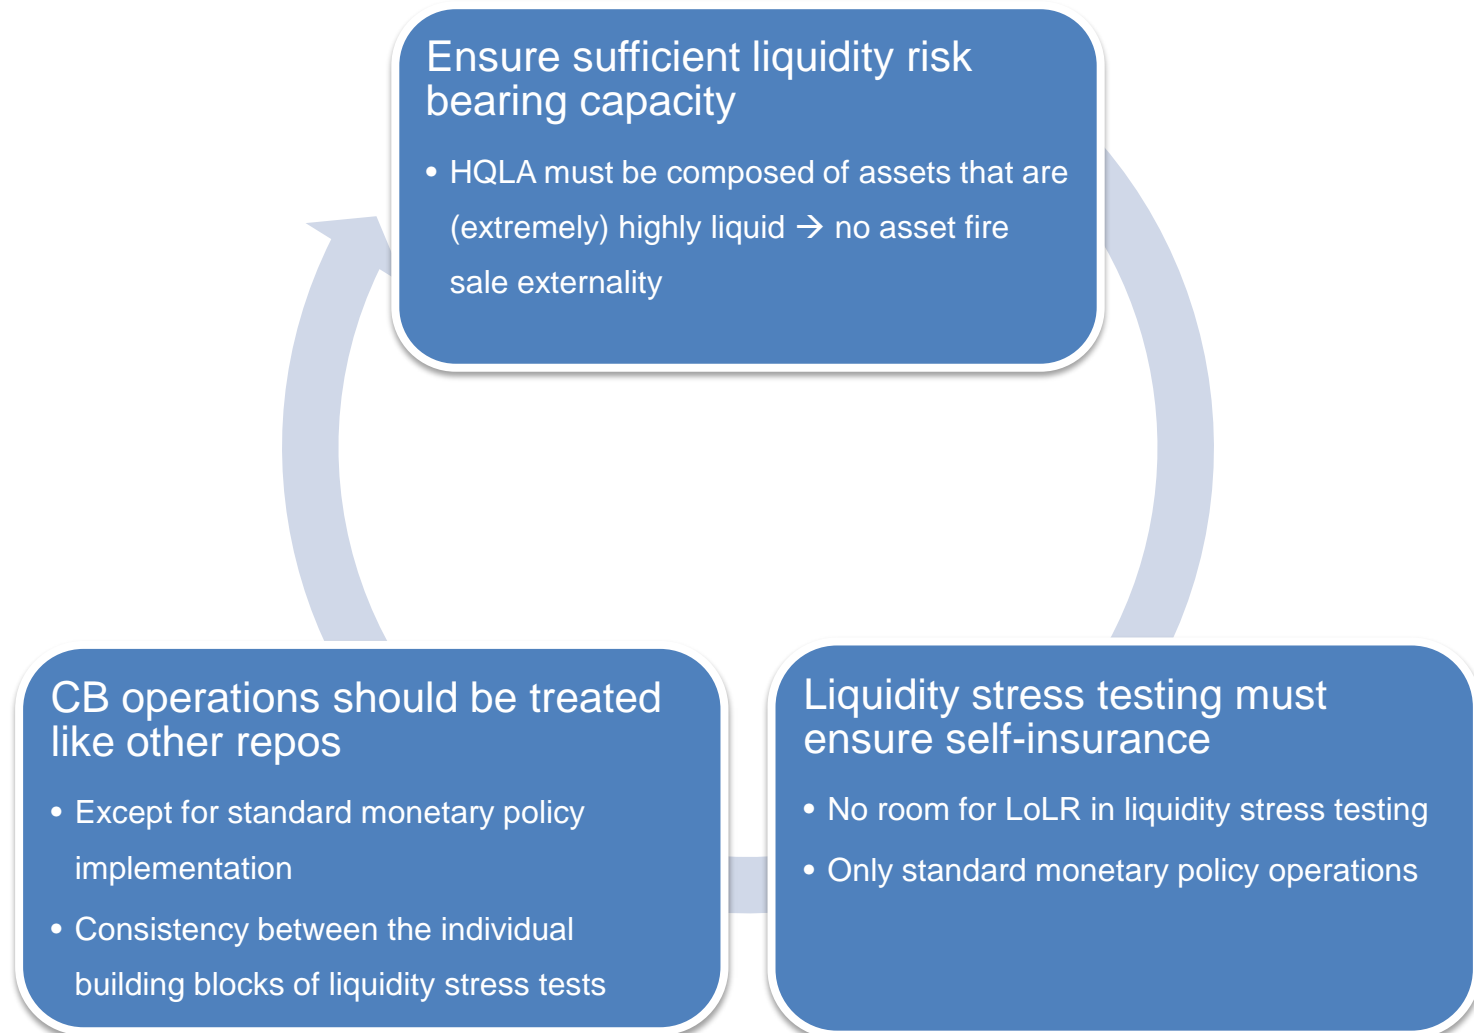 Ensure sufficient liquidity risk
bearing capacity
• HQLA must be composed of assets that are
(extremely) highly liquid → no asset fire
sale externality
CB operations should be treated
like other repos
• Except for standard monetary policy
implementation
• Consistency between the individual
building blocks of liquidity stress tests
Liquidity stress testing must
ensure self-insurance
• No room for LoLR in liquidity stress testing
• Only standard monetary policy operations